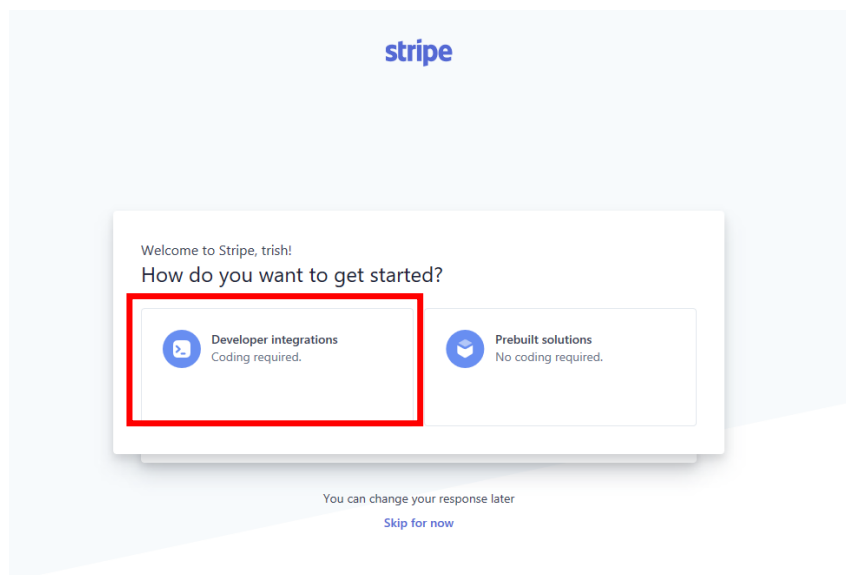 stripe
Welcome to Stripe, trish!
How do you want to get started?
Developer integrations
Coding required.
Prebuilt solutions
No coding required.
You can change your response later
Skip for now